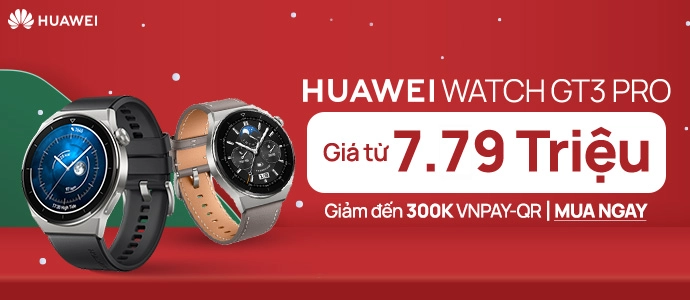 HUAWEI
HUAWEI WATCH GT3 PRO
Giá từ 7.79 Triệu
Giảm đến 300K VNPAY-QR | MUA NGAY